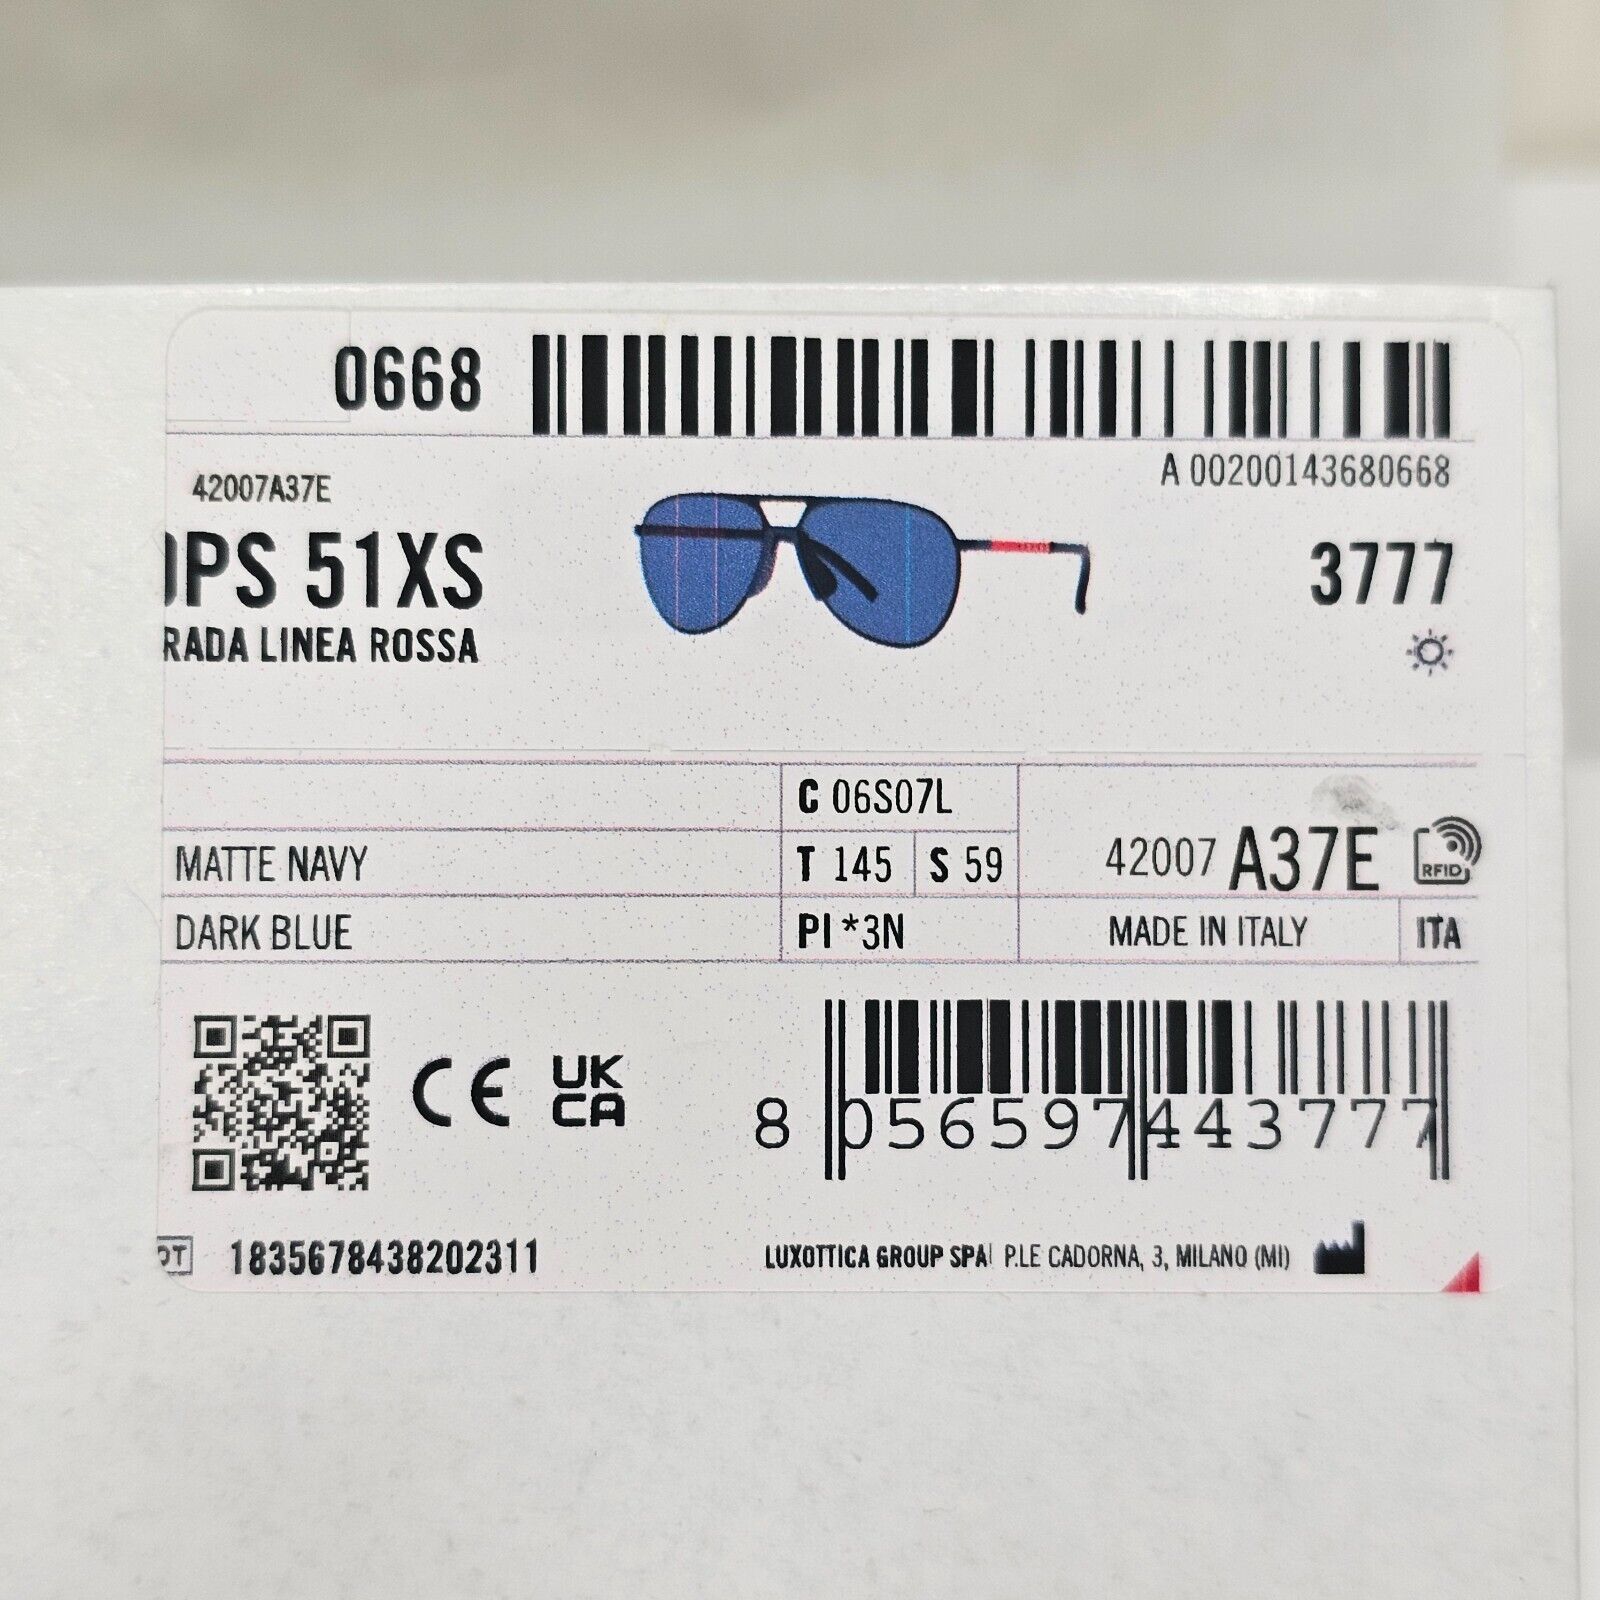 0668
A 00200143680668
42007A37E
0PS 51XS
3777
RADA LINEA ROSSA
C 06S07L
MATTE NAVY
T 145
S 59
42007 A37E
RFID
DARK BLUE
PI *3N
MADE IN ITALY
ITA
CE
UK
CA
8 056597 443777
OT
1835678438202311
LUXOTTICA GROUP SPA P.LE CADORNA, 3, MILANO (MI)